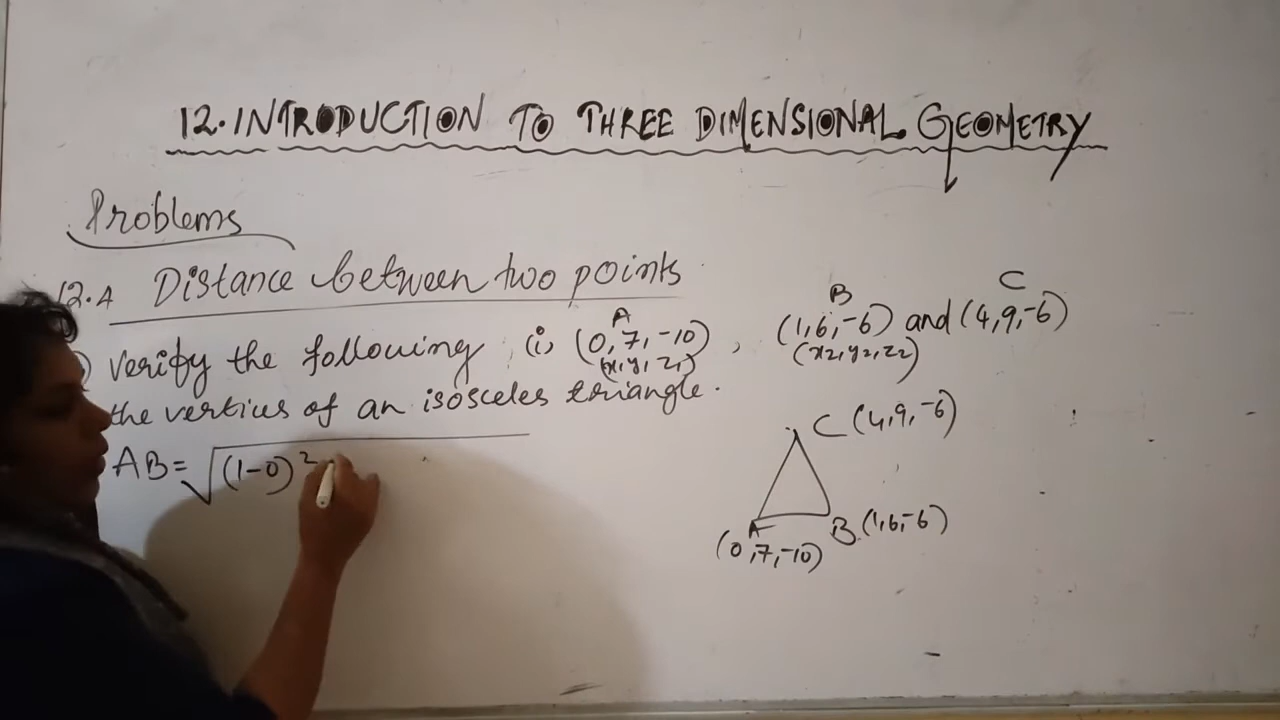 12. INTRODUCTION TO THREE DIMENSIONAL GEOMETRY
Problems
12.A Distance between two points
A B C
) Verify the following (i) (0,7,-10), (1,6,-6) and (4,9,-6)
(x₁,y₁,z₁) (x₂,y₂,z₂)
the vertices of an isosceles triangle.
C (4,9,-6)
AB=√(1-0)²
A B (1,6,-6)
(0,7,-10)